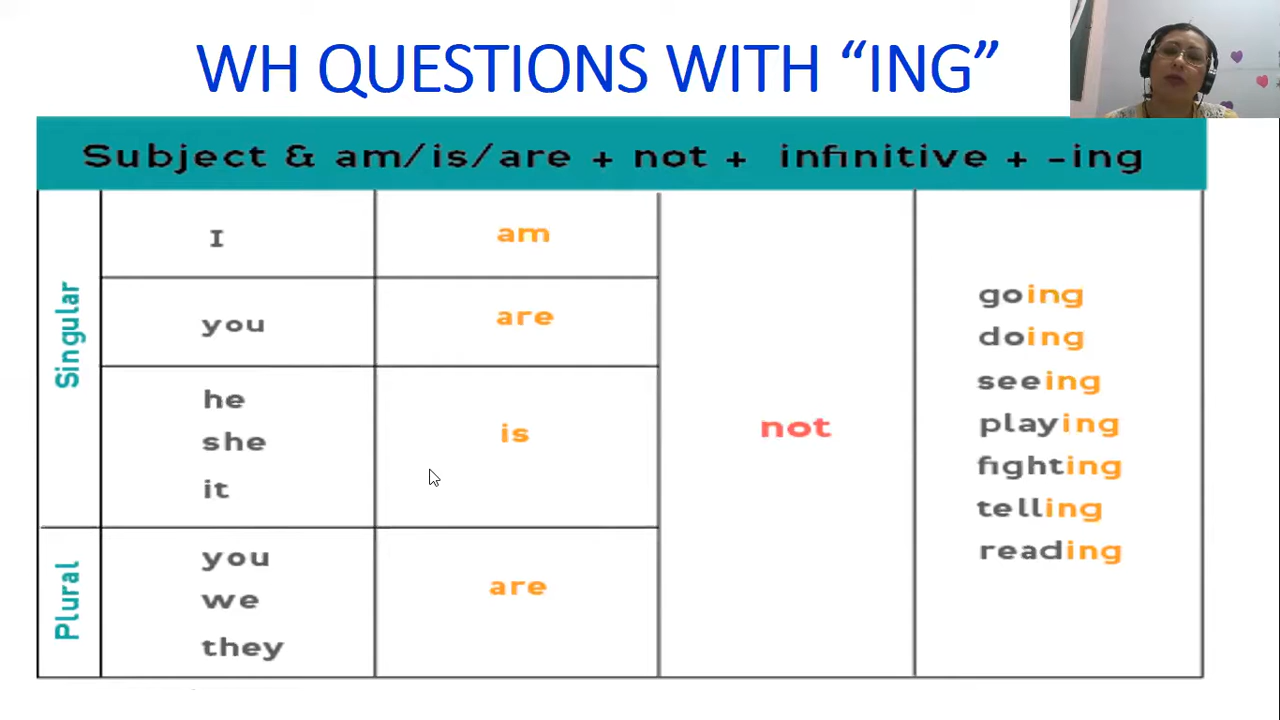 WH QUESTIONS WITH “ING”
Subject & am/is/are + not + infinitive + -ing
Singular
I
am
you
are
he
she
it
is
not
going
doing
seeing
playing
fighting
telling
reading
Plural
you
we
they
are